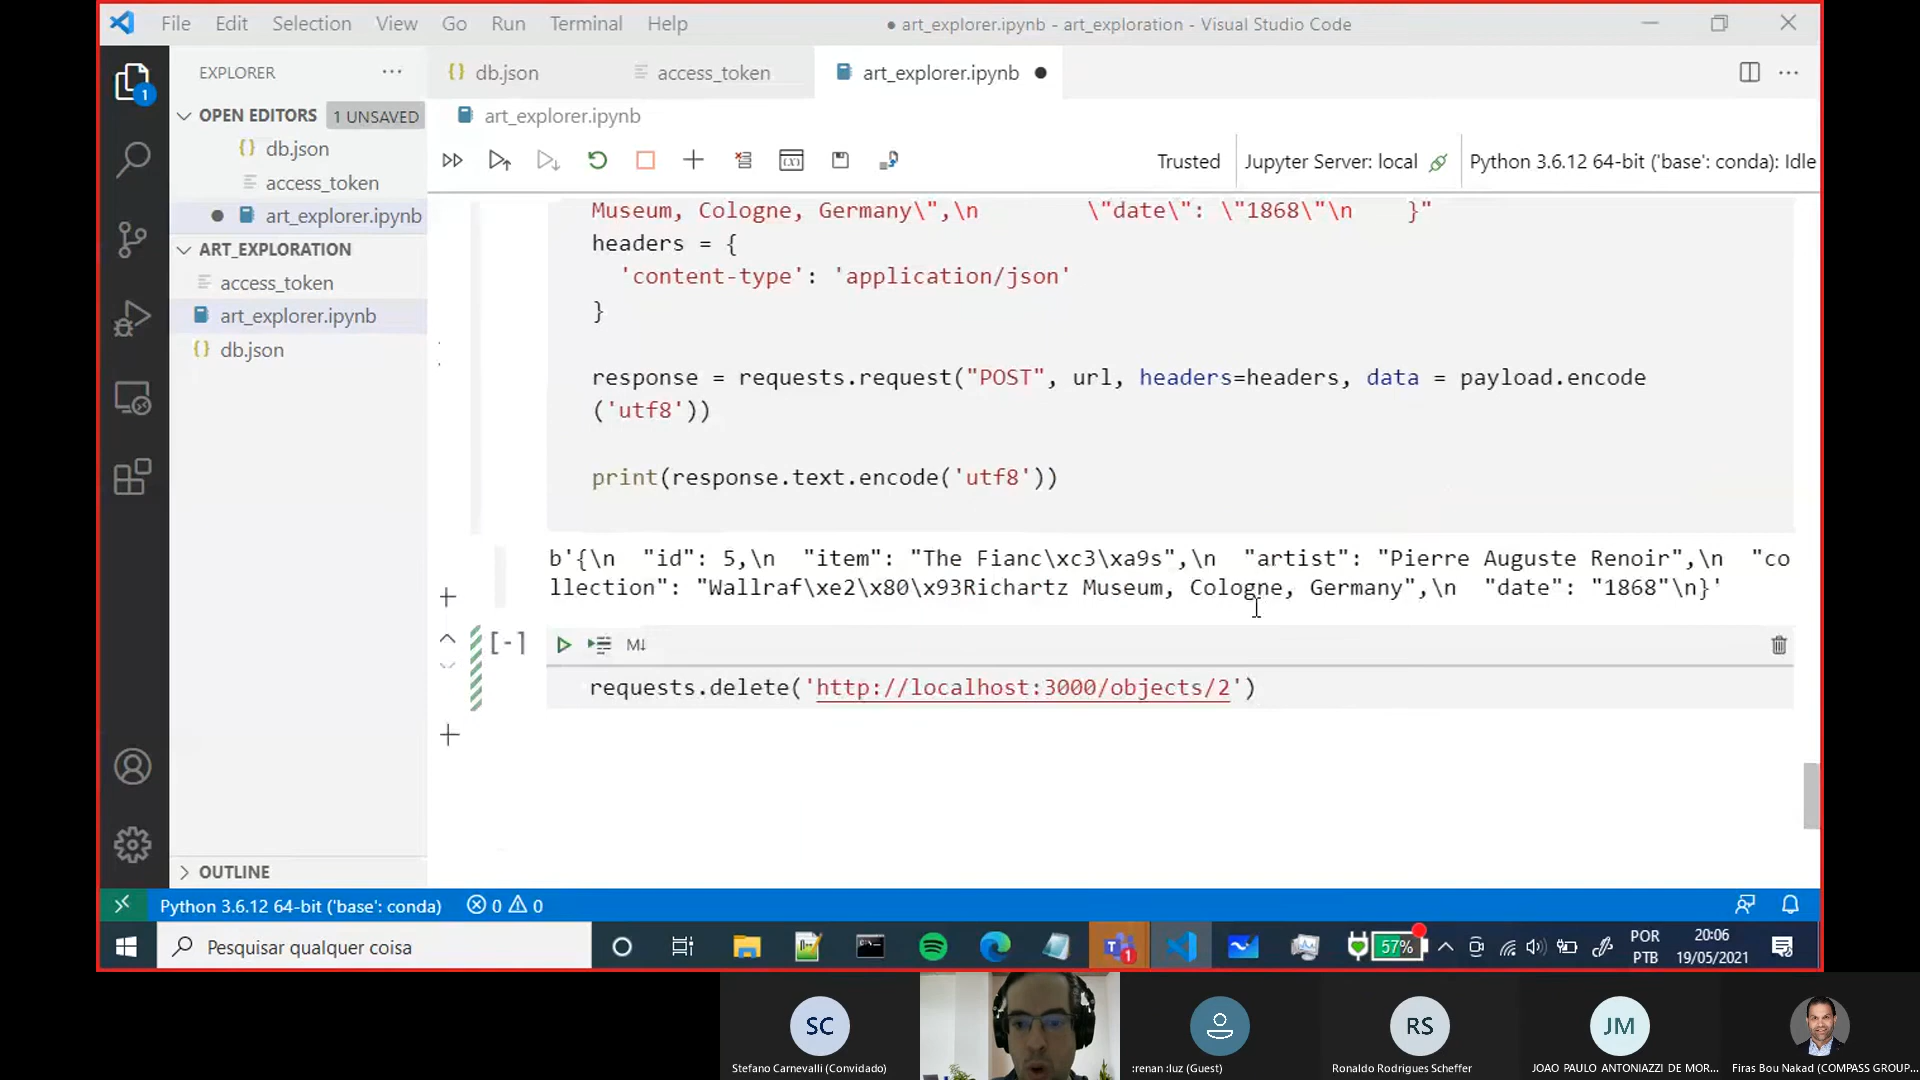 File Edit Selection View Go Run Terminal Help
● art_explorer.ipynb - art_exploration - Visual Studio Code
EXPLORER
db.json
access_token
art_explorer.ipynb
OPEN EDITORS 1 UNSAVED
db.json
access_token
art_explorer.ipynb
ART_EXPLORATION
access_token
art_explorer.ipynb
db.json
OUTLINE
1
art_explorer.ipynb
Trusted
Jupyter Server: local
Python 3.6.12 64-bit ('base': conda): Idle
Museum, Cologne, Germany\",\n        \"date\": \"1868\"\n    }"
headers = {
  'content-type': 'application/json'
}
response = requests.request("POST", url, headers=headers, data = payload.encode
('utf8'))
print(response.text.encode('utf8'))
b'{\n  "id": 5,\n  "item": "The Fianc\xc3\xa9s",\n  "artist": "Pierre Auguste Renoir",\n  "co
llection": "Wallraf\xe2\x80\x93Richartz Museum, Cologne, Germany",\n  "date": "1868"\n}'
[-]
M↓
requests.delete('http://localhost:3000/objects/2')
Python 3.6.12 64-bit ('base': conda)
0 0
Pesquisar qualquer coisa
1
57%
POR
PTB
20:06
19/05/2021
SC
RS
JM
Stefano Carnevalli (Convidado)
:renan :luz (Guest)
Ronaldo Rodrigues Scheffer
JOAO PAULO ANTONIAZZI DE MOR...
Firas Bou Nakad (COMPASS GROUP...